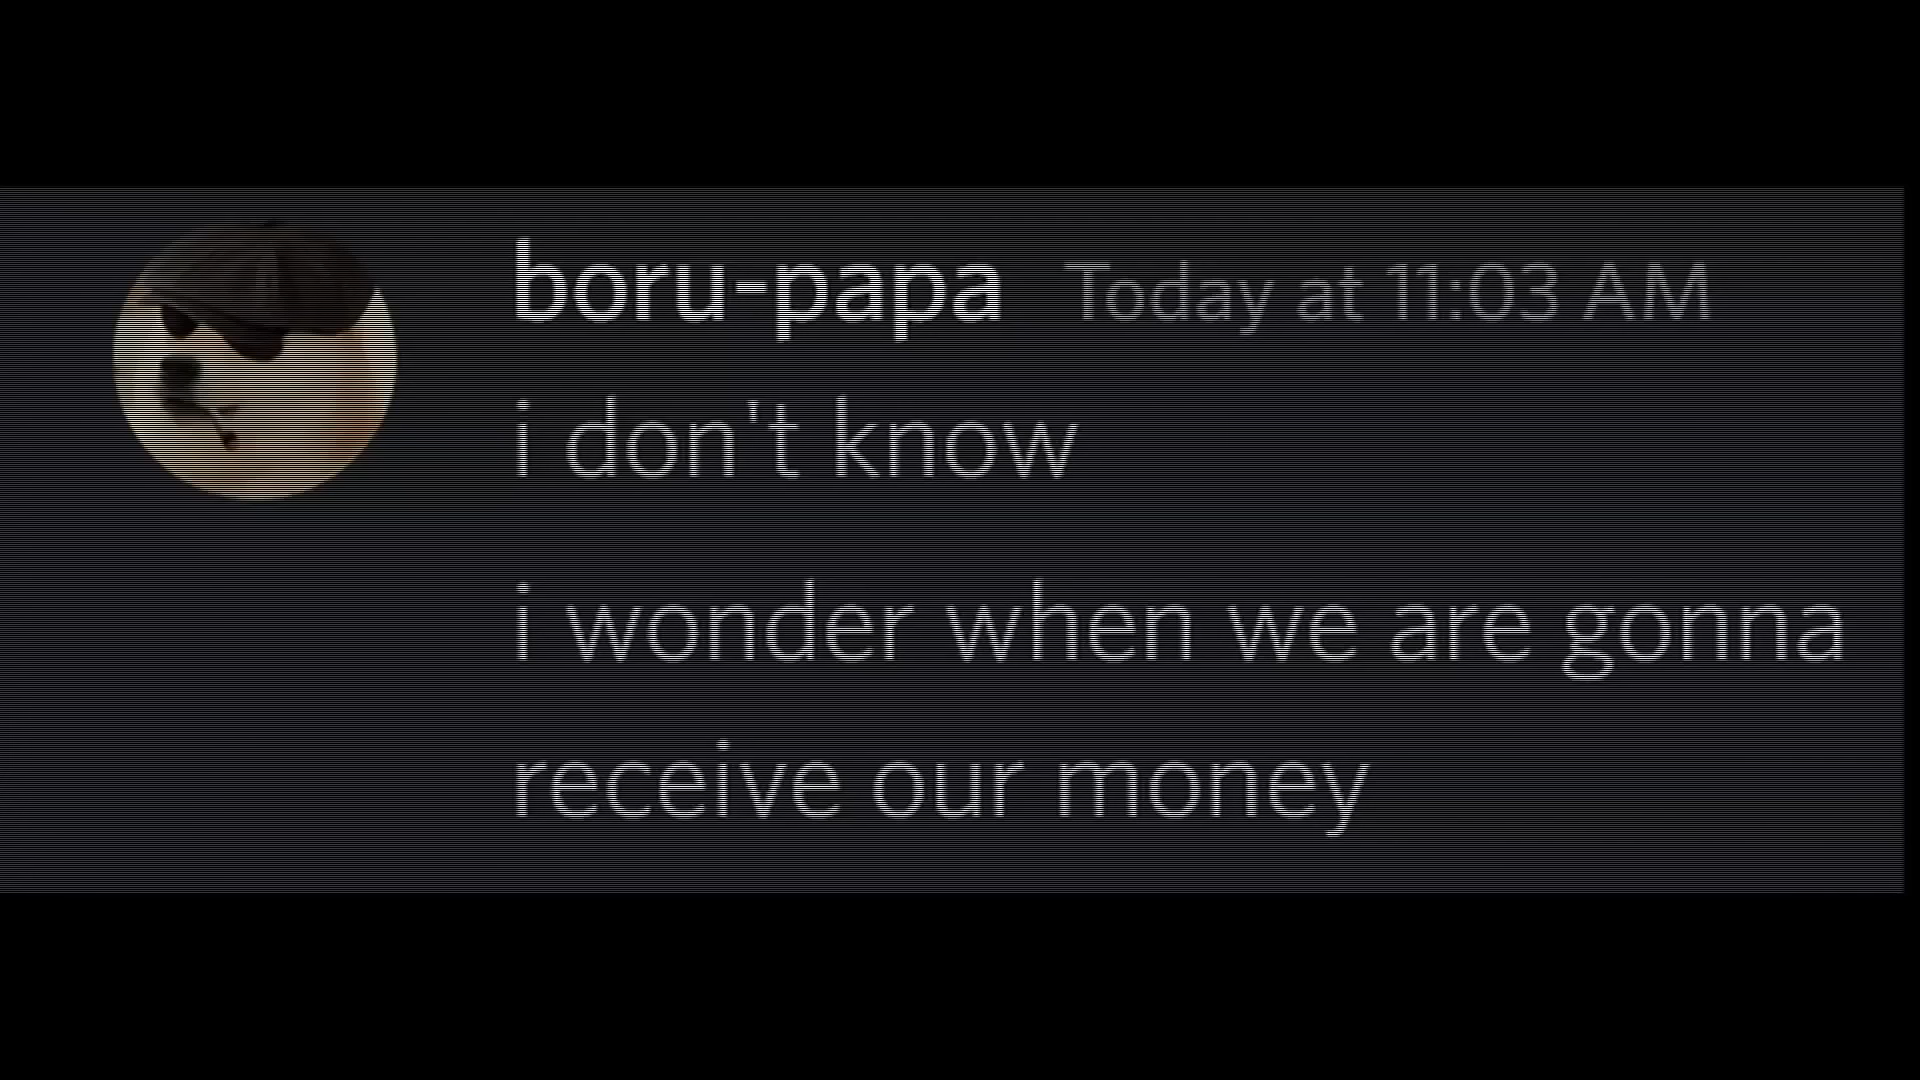 boru-papa Today at 11:03 AM
i don't know
i wonder when we are gonna
receive our money